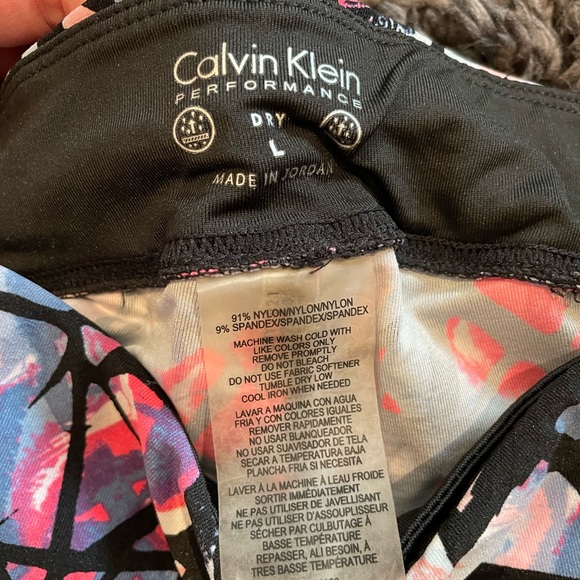 Calvin Klein
PERFORMANCE
DRY
L
MADE IN JORDAN
91% NYLON/NYLON/NYLON
9% SPANDEX/SPANDEX/SPANDEX
MACHINE WASH COLD WITH
LIKE COLORS ONLY
REMOVE PROMPTLY
DO NOT BLEACH
DO NOT USE FABRIC SOFTENER
TUMBLE DRY LOW
COOL IRON WHEN NEEDED
LAVAR A MAQUINA CON AGUA
FRIA Y CON COLORES IGUALES
REMOVER RAPIDAMENTE
NO USAR BLANQUEADOR
NO USAR SUAVISADOR DE TELA
SECAR A TEMPERATURA BAJA
PLANCHA FRIA SI NECESITA
LAVER À LA MACHINE À L'EAU FROIDE
SORTIR IMMÉDIATEMENT
NE PAS UTILISER DE JAVELLISANT
NE PAS UTILISER D'ASSOUPLISSEUR
SÉCHER PAR CULBUTAGE À
BASSE TEMPÉRATURE
REPASSER, ALI BESOIN, À
TRES BASSE TEMPÉRATURE